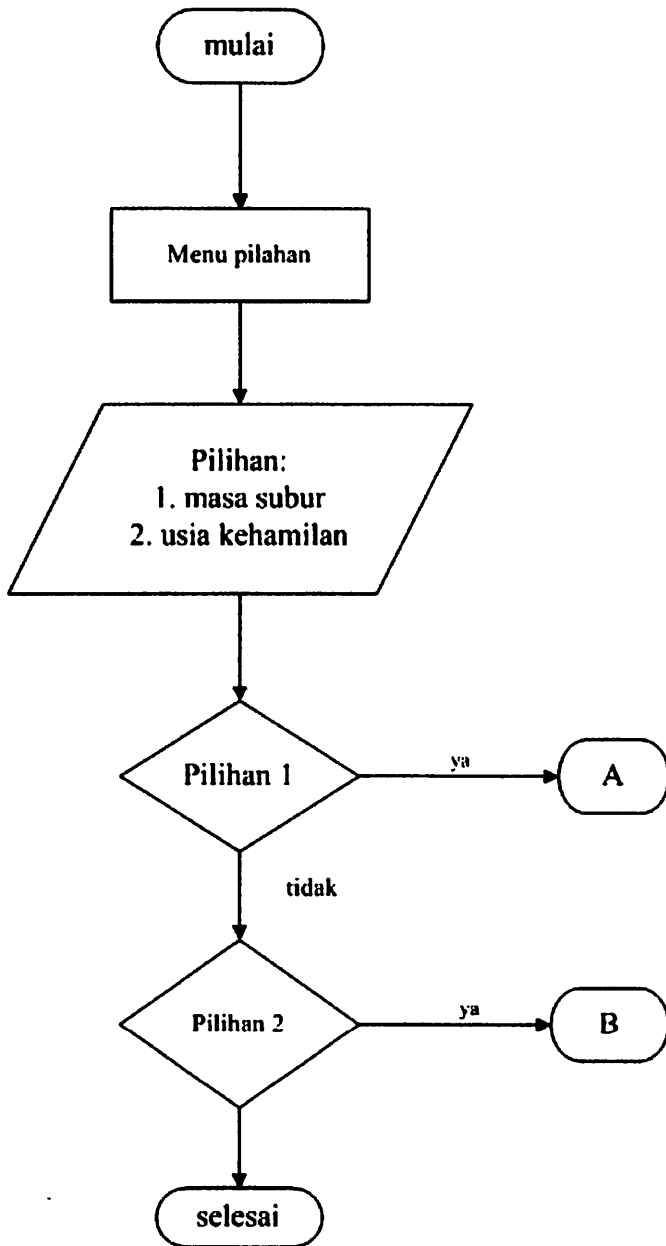 mulai
Menu pilahan
Pilihan:
1. masa subur
2. usia kehamilan
Pilihan 1
ya
A
tidak
Pilihan 2
ya
B
selesai